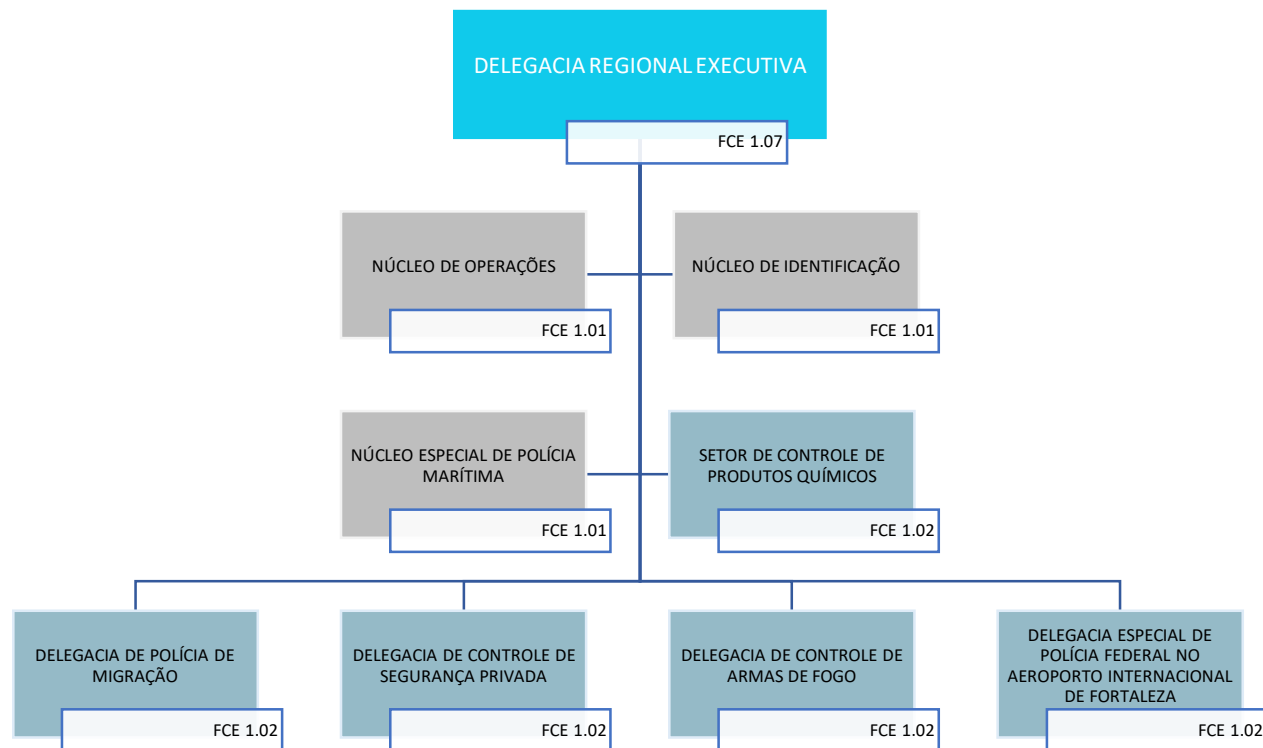 DELEGACIA REGIONAL EXECUTIVA
FCE 1.07
NÚCLEO DE OPERAÇÕES
FCE 1.01
NÚCLEO DE IDENTIFICAÇÃO
FCE 1.01
NÚCLEO ESPECIAL DE POLÍCIA
MARÍTIMA
FCE 1.01
SETOR DE CONTROLE DE
PRODUTOS QUÍMICOS
FCE 1.02
DELEGACIA DE POLÍCIA DE
MIGRAÇÃO
FCE 1.02
DELEGACIA DE CONTROLE DE
SEGURANÇA PRIVADA
FCE 1.02
DELEGACIA DE CONTROLE DE
ARMAS DE FOGO
FCE 1.02
DELEGACIA ESPECIAL DE
POLÍCIA FEDERAL NO
AEROPORTO INTERNACIONAL
DE FORTALEZA
FCE 1.02